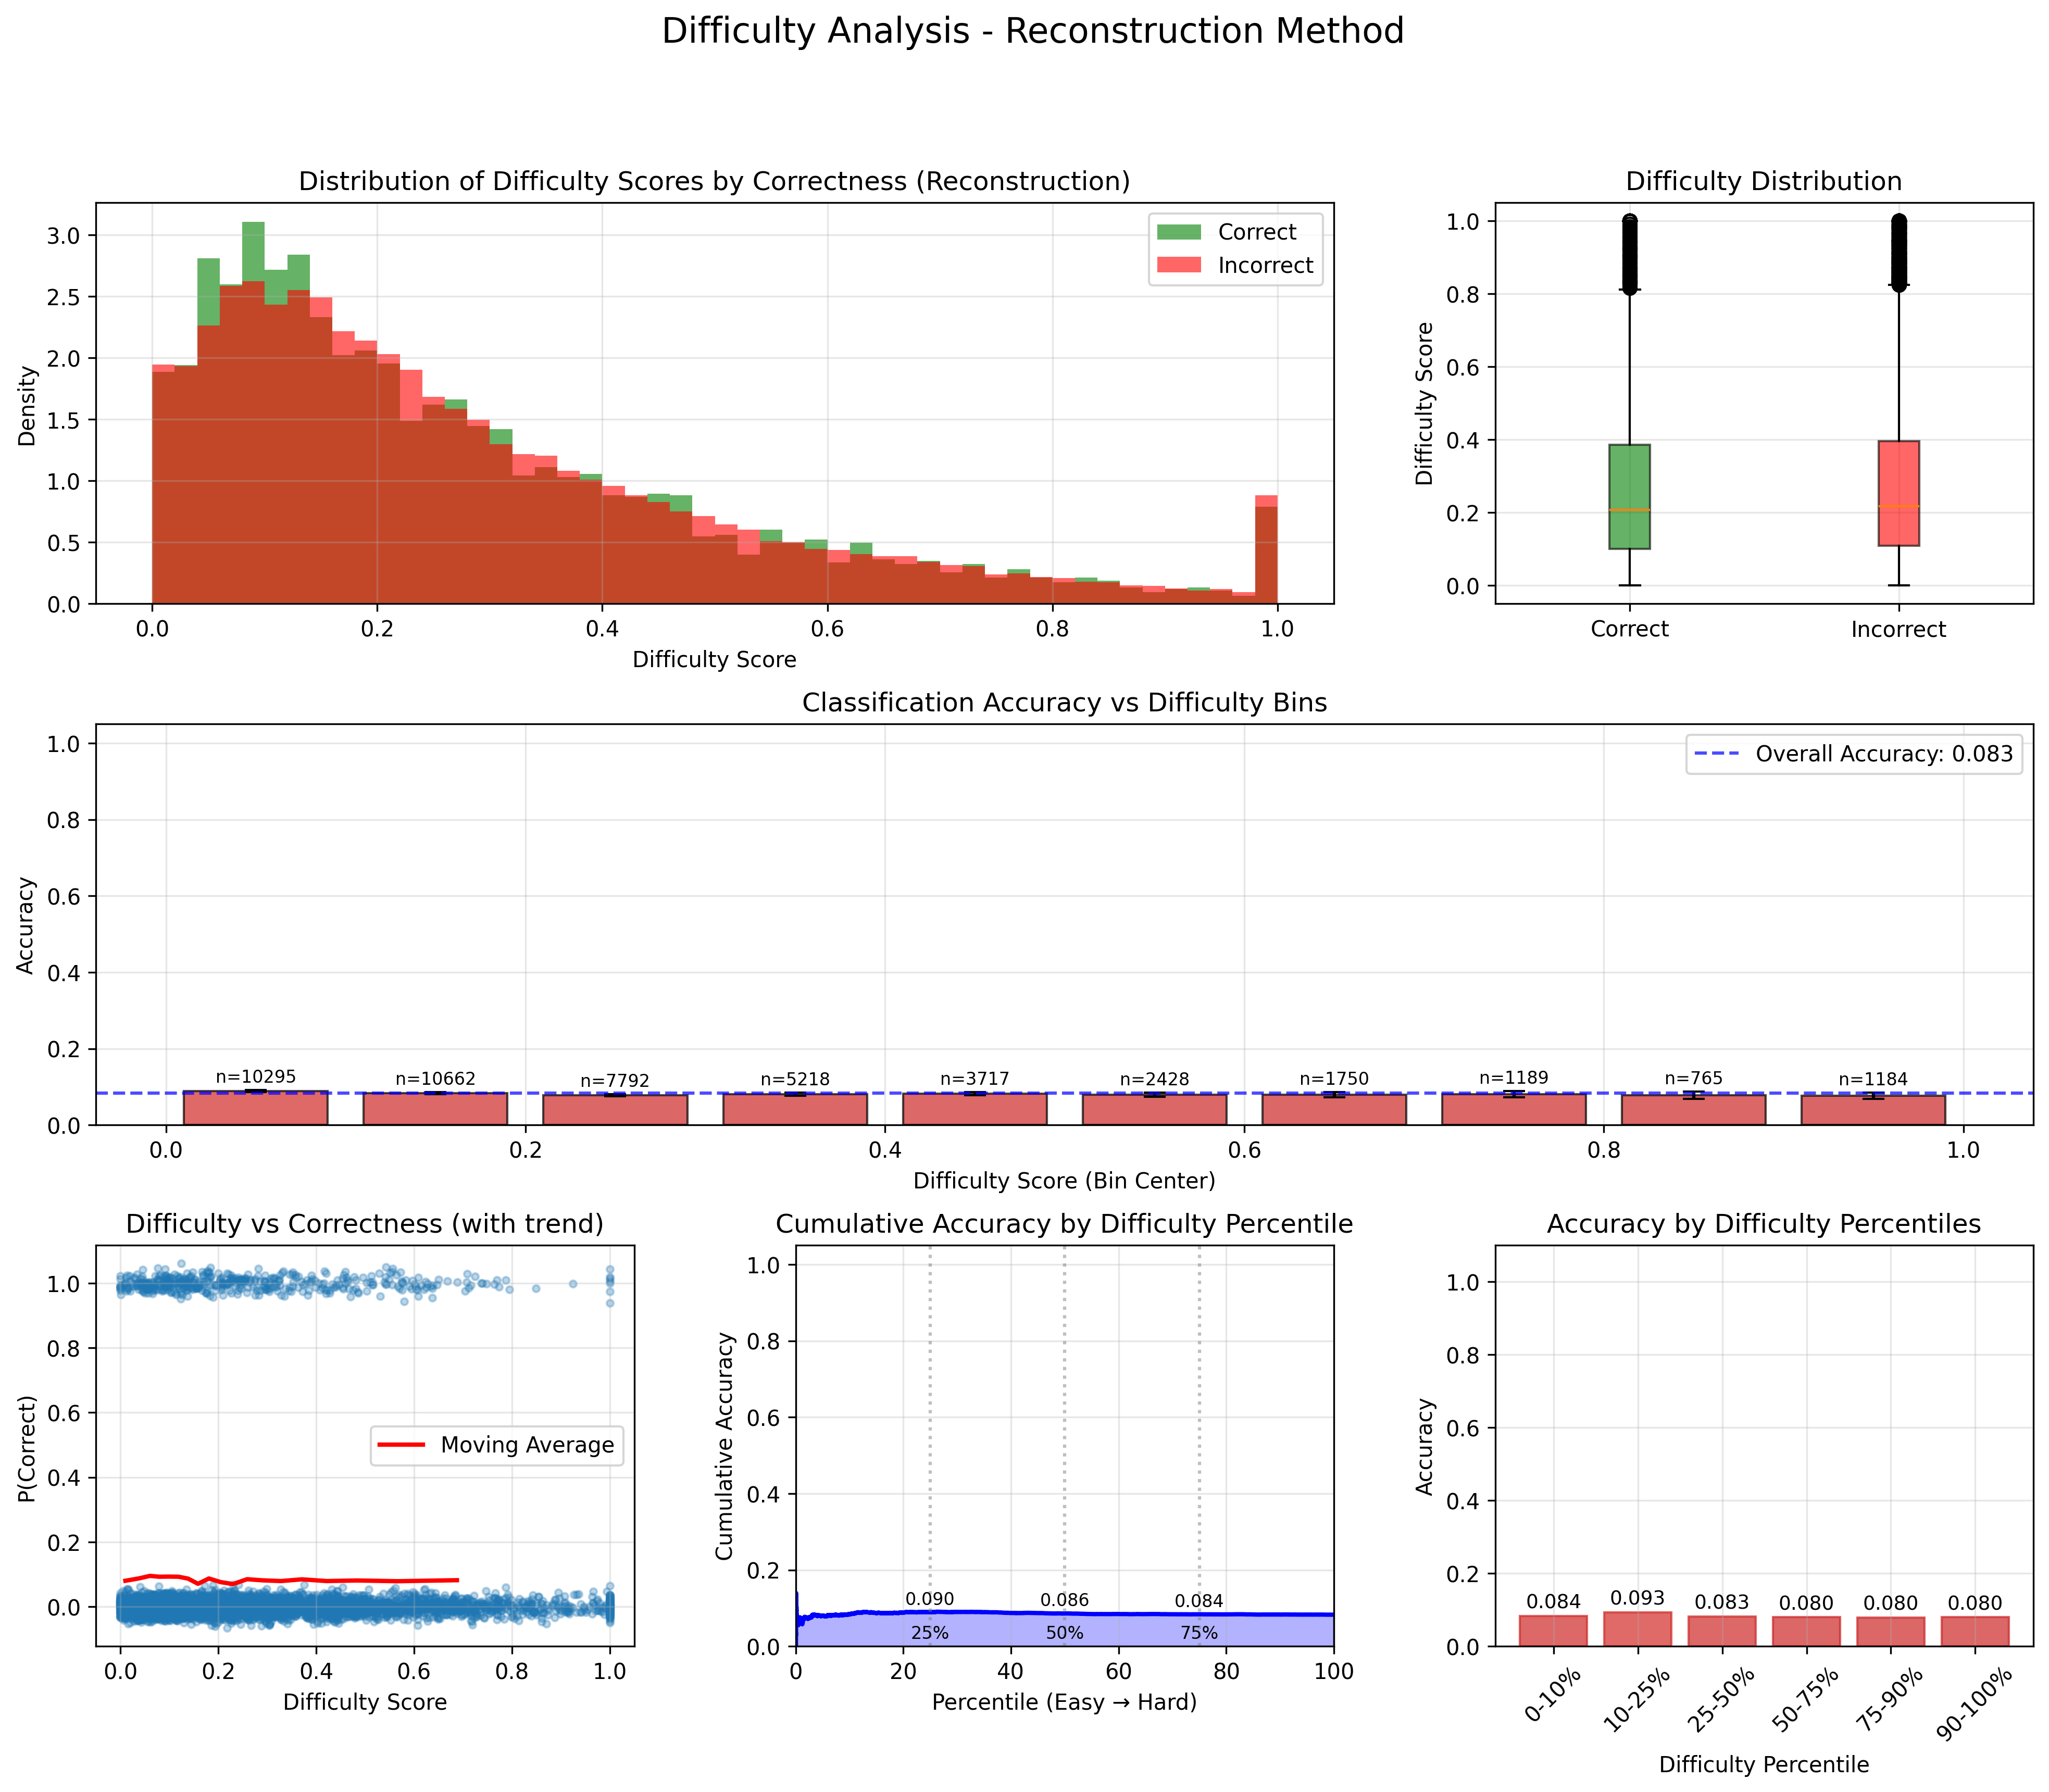 Difficulty Analysis - Reconstruction Method
Distribution of Difficulty Scores by Correctness (Reconstruction)
Density
3.0
2.5
2.0
1.5
1.0
0.5
0.0
Correct
Incorrect
0.0 0.2 0.4 0.6 0.8 1.0
Difficulty Score
Difficulty Distribution
Difficulty Score
1.0
0.8
0.6
0.4
0.2
0.0
Correct Incorrect
Classification Accuracy vs Difficulty Bins
Accuracy
1.0
0.8
0.6
0.4
0.2
0.0
Overall Accuracy: 0.083
n=10295 n=10662 n=7792 n=5218 n=3717 n=2428 n=1750 n=1189 n=765 n=1184
0.0 0.2 0.4 0.6 0.8 1.0
Difficulty Score (Bin Center)
Difficulty vs Correctness (with trend)
P(Correct)
1.0
0.8
0.6
0.4
0.2
0.0
Moving Average
0.0 0.2 0.4 0.6 0.8 1.0
Difficulty Score
Cumulative Accuracy by Difficulty Percentile
Cumulative Accuracy
1.0
0.8
0.6
0.4
0.2
0.0
0.090 0.086 0.084
25% 50% 75%
0 20 40 60 80 100
Percentile (Easy → Hard)
Accuracy by Difficulty Percentiles
Accuracy
1.0
0.8
0.6
0.4
0.2
0.0
0.084 0.093 0.083 0.080 0.080 0.080
0-10% 10-25% 25-50% 50-75% 75-90% 90-100%
Difficulty Percentile